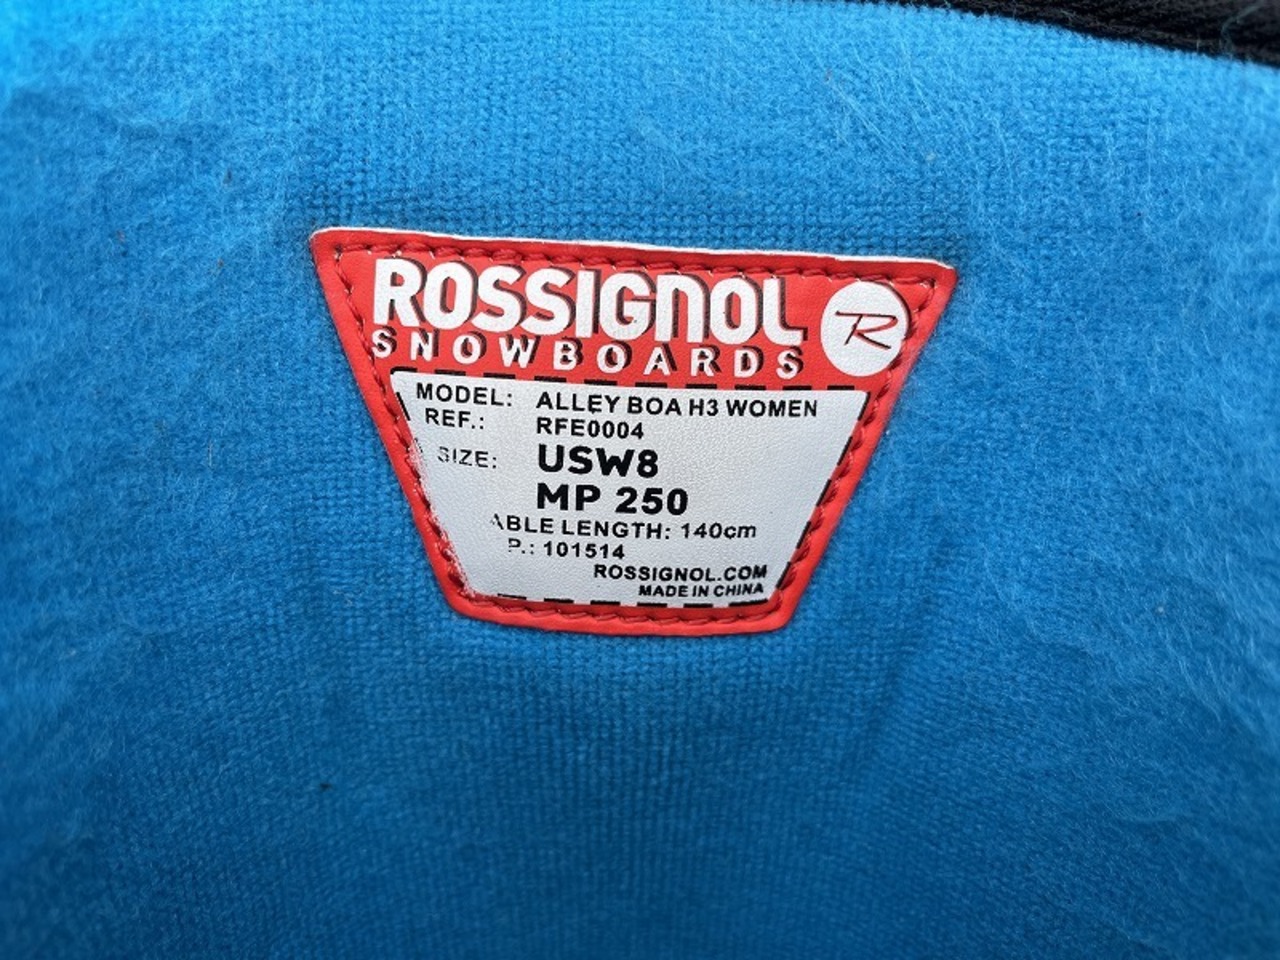 ROSSIGNOL
R
SNOWBOARDS
MODEL: ALLEY BOA H3 WOMEN
REF.: RFE0004
SIZE: USW8
MP 250
ABLE LENGTH: 140cm
P.: 101514
ROSSIGNOL.COM
MADE IN CHINA